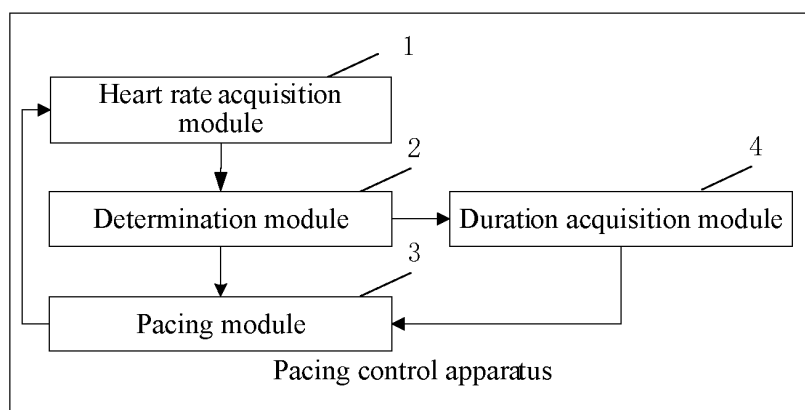 1
Heart rate acquisition
module
2
4
Determination module
Duration acquisition module
3
Pacing module
Pacing control apparatus